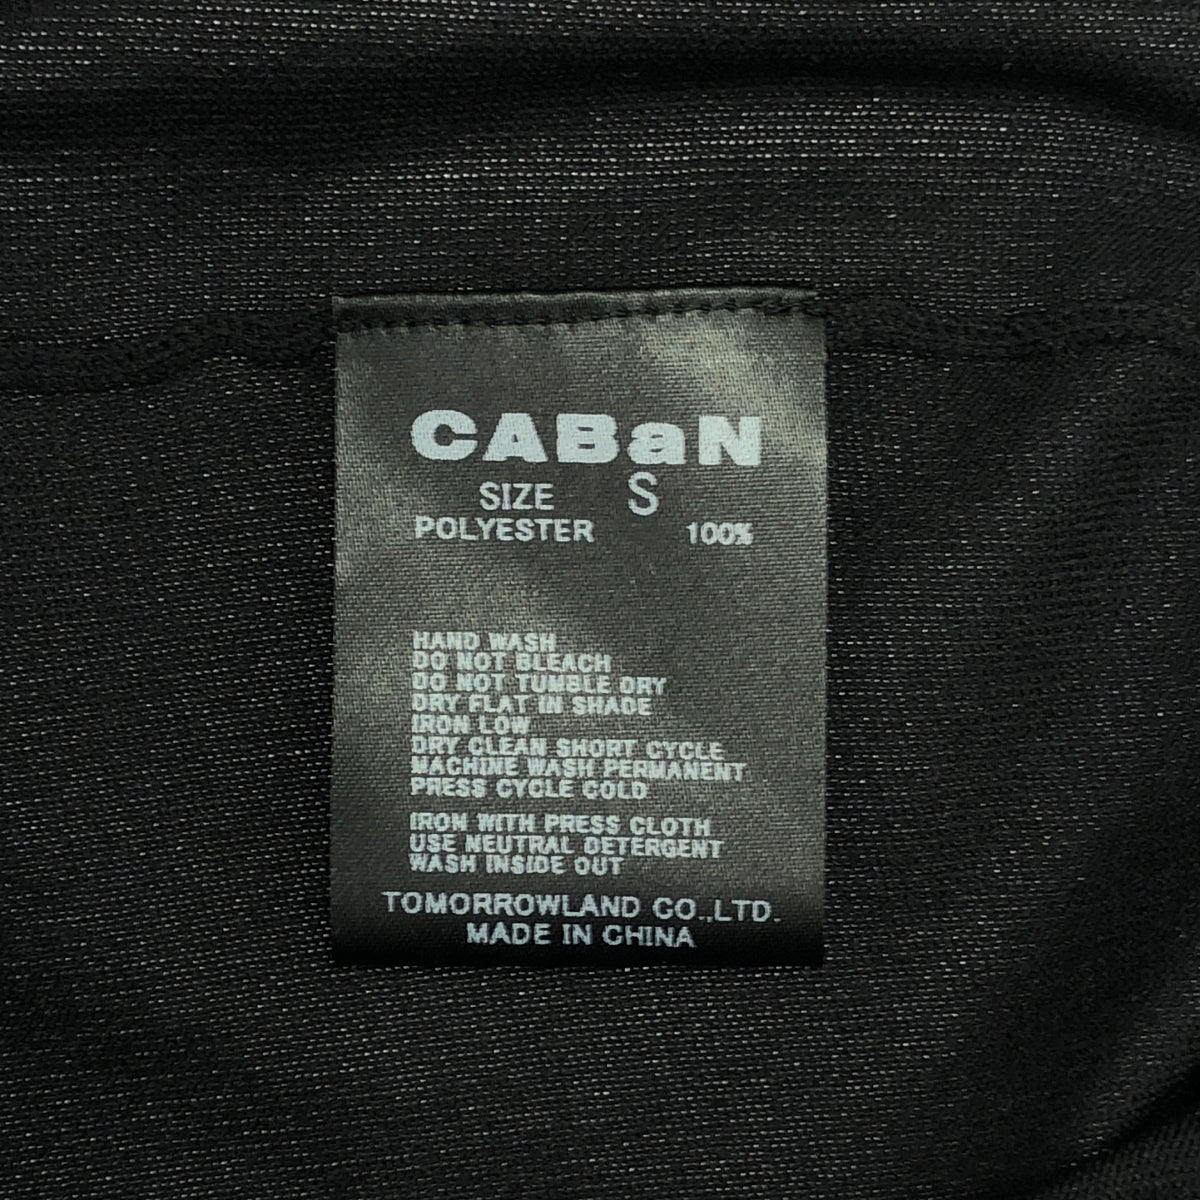 CABaN
SIZE S
POLYESTER 100%
HAND WASH
DO NOT BLEACH
DO NOT TUMBLE DRY
DRY FLAT IN SHADE
IRON LOW
DRY CLEAN SHORT CYCLE
MACHINE WASH PERMANENT
PRESS CYCLE COLD
IRON WITH PRESS CLOTH
USE NEUTRAL DETERGENT
WASH INSIDE OUT
TOMORROWLAND CO.,LTD.
MADE IN CHINA